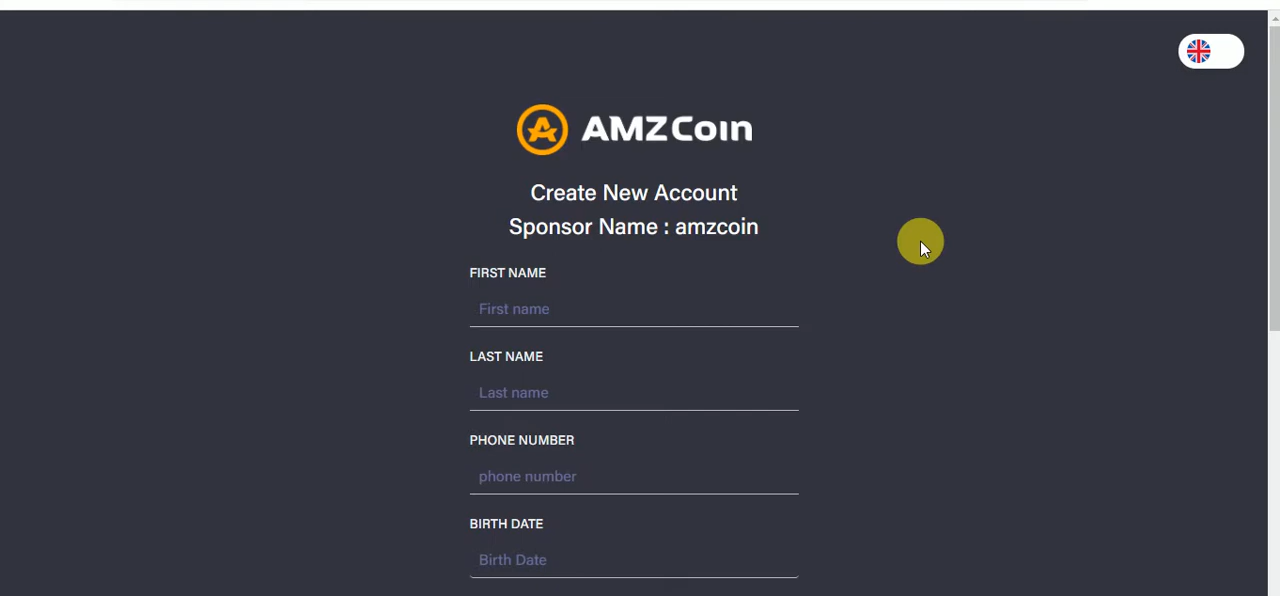 AMZCoin
Create New Account
Sponsor Name : amzcoin
FIRST NAME
First name
LAST NAME
Last name
PHONE NUMBER
phone number
BIRTH DATE
Birth Date